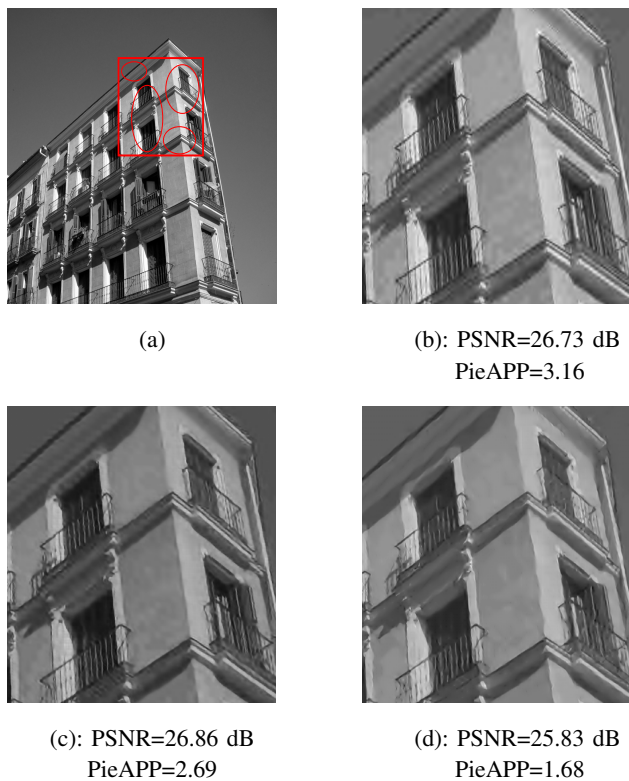 (a)
(b): PSNR=26.73 dB
PieAPP=3.16
(c): PSNR=26.86 dB
PieAPP=2.69
(d): PSNR=25.83 dB
PieAPP=1.68